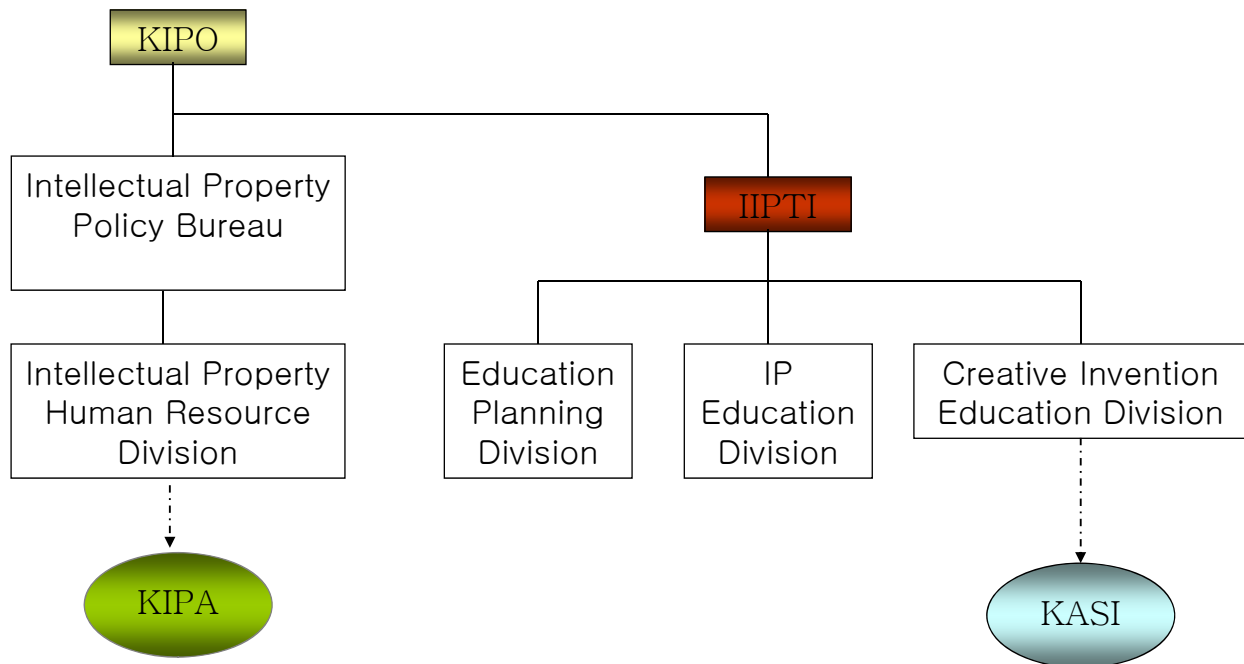 KIPO
Intellectual Property
Policy Bureau
IIPTI
Intellectual Property
Human Resource
Division
Education
Planning
Division
IP
Education
Division
Creative Invention
Education Division
KIPA
KASI